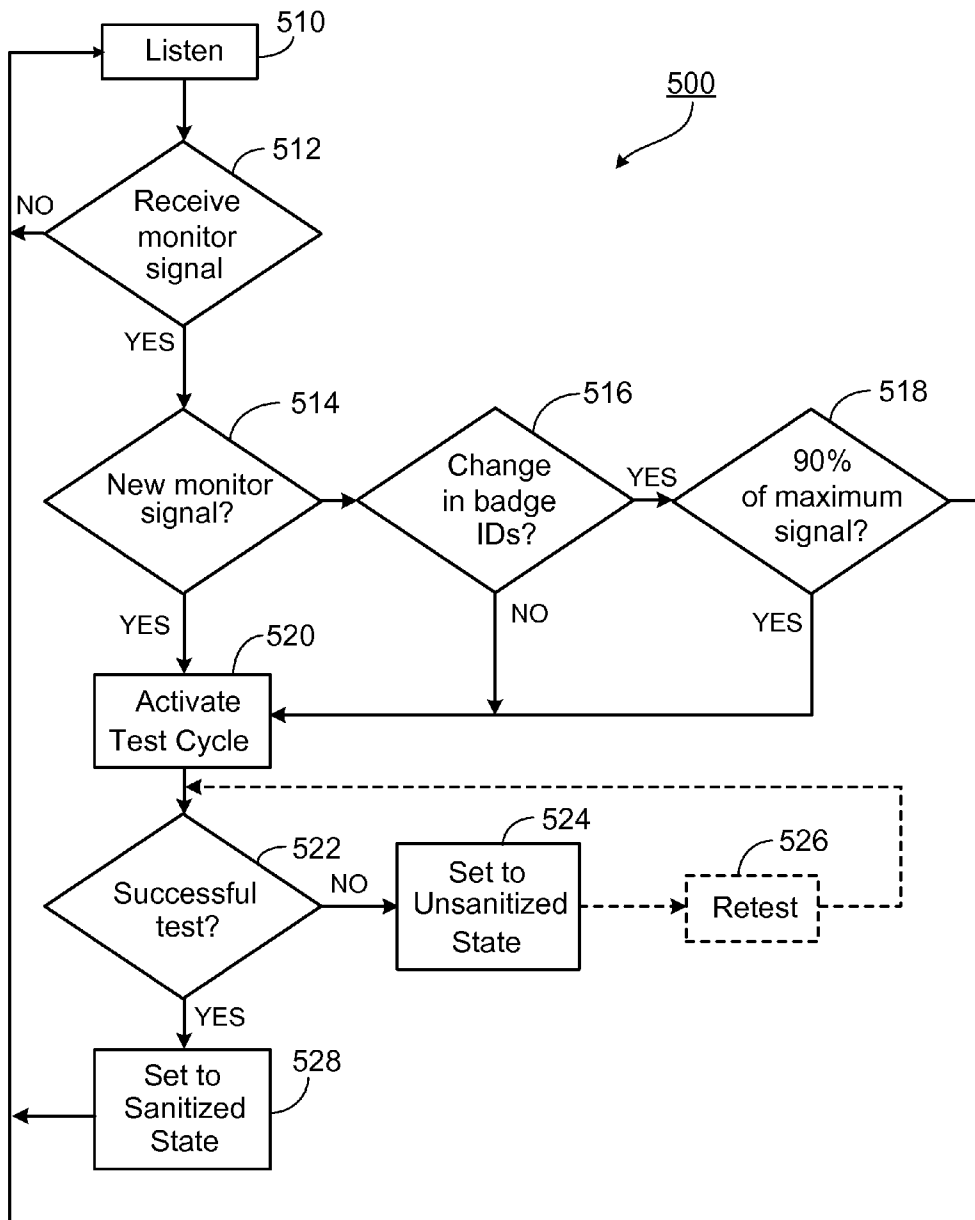 510
Listen
500
512
NO
Receive
monitor
signal
YES
514
516
518
New monitor
signal?
Change
in badge
IDs?
YES
90%
of maximum
signal?
YES
NO
YES
520
Activate
Test Cycle
522
524
526
Successful
test?
NO
Set to
Unsanitized
State
Retest
YES
528
Set to
Sanitized
State